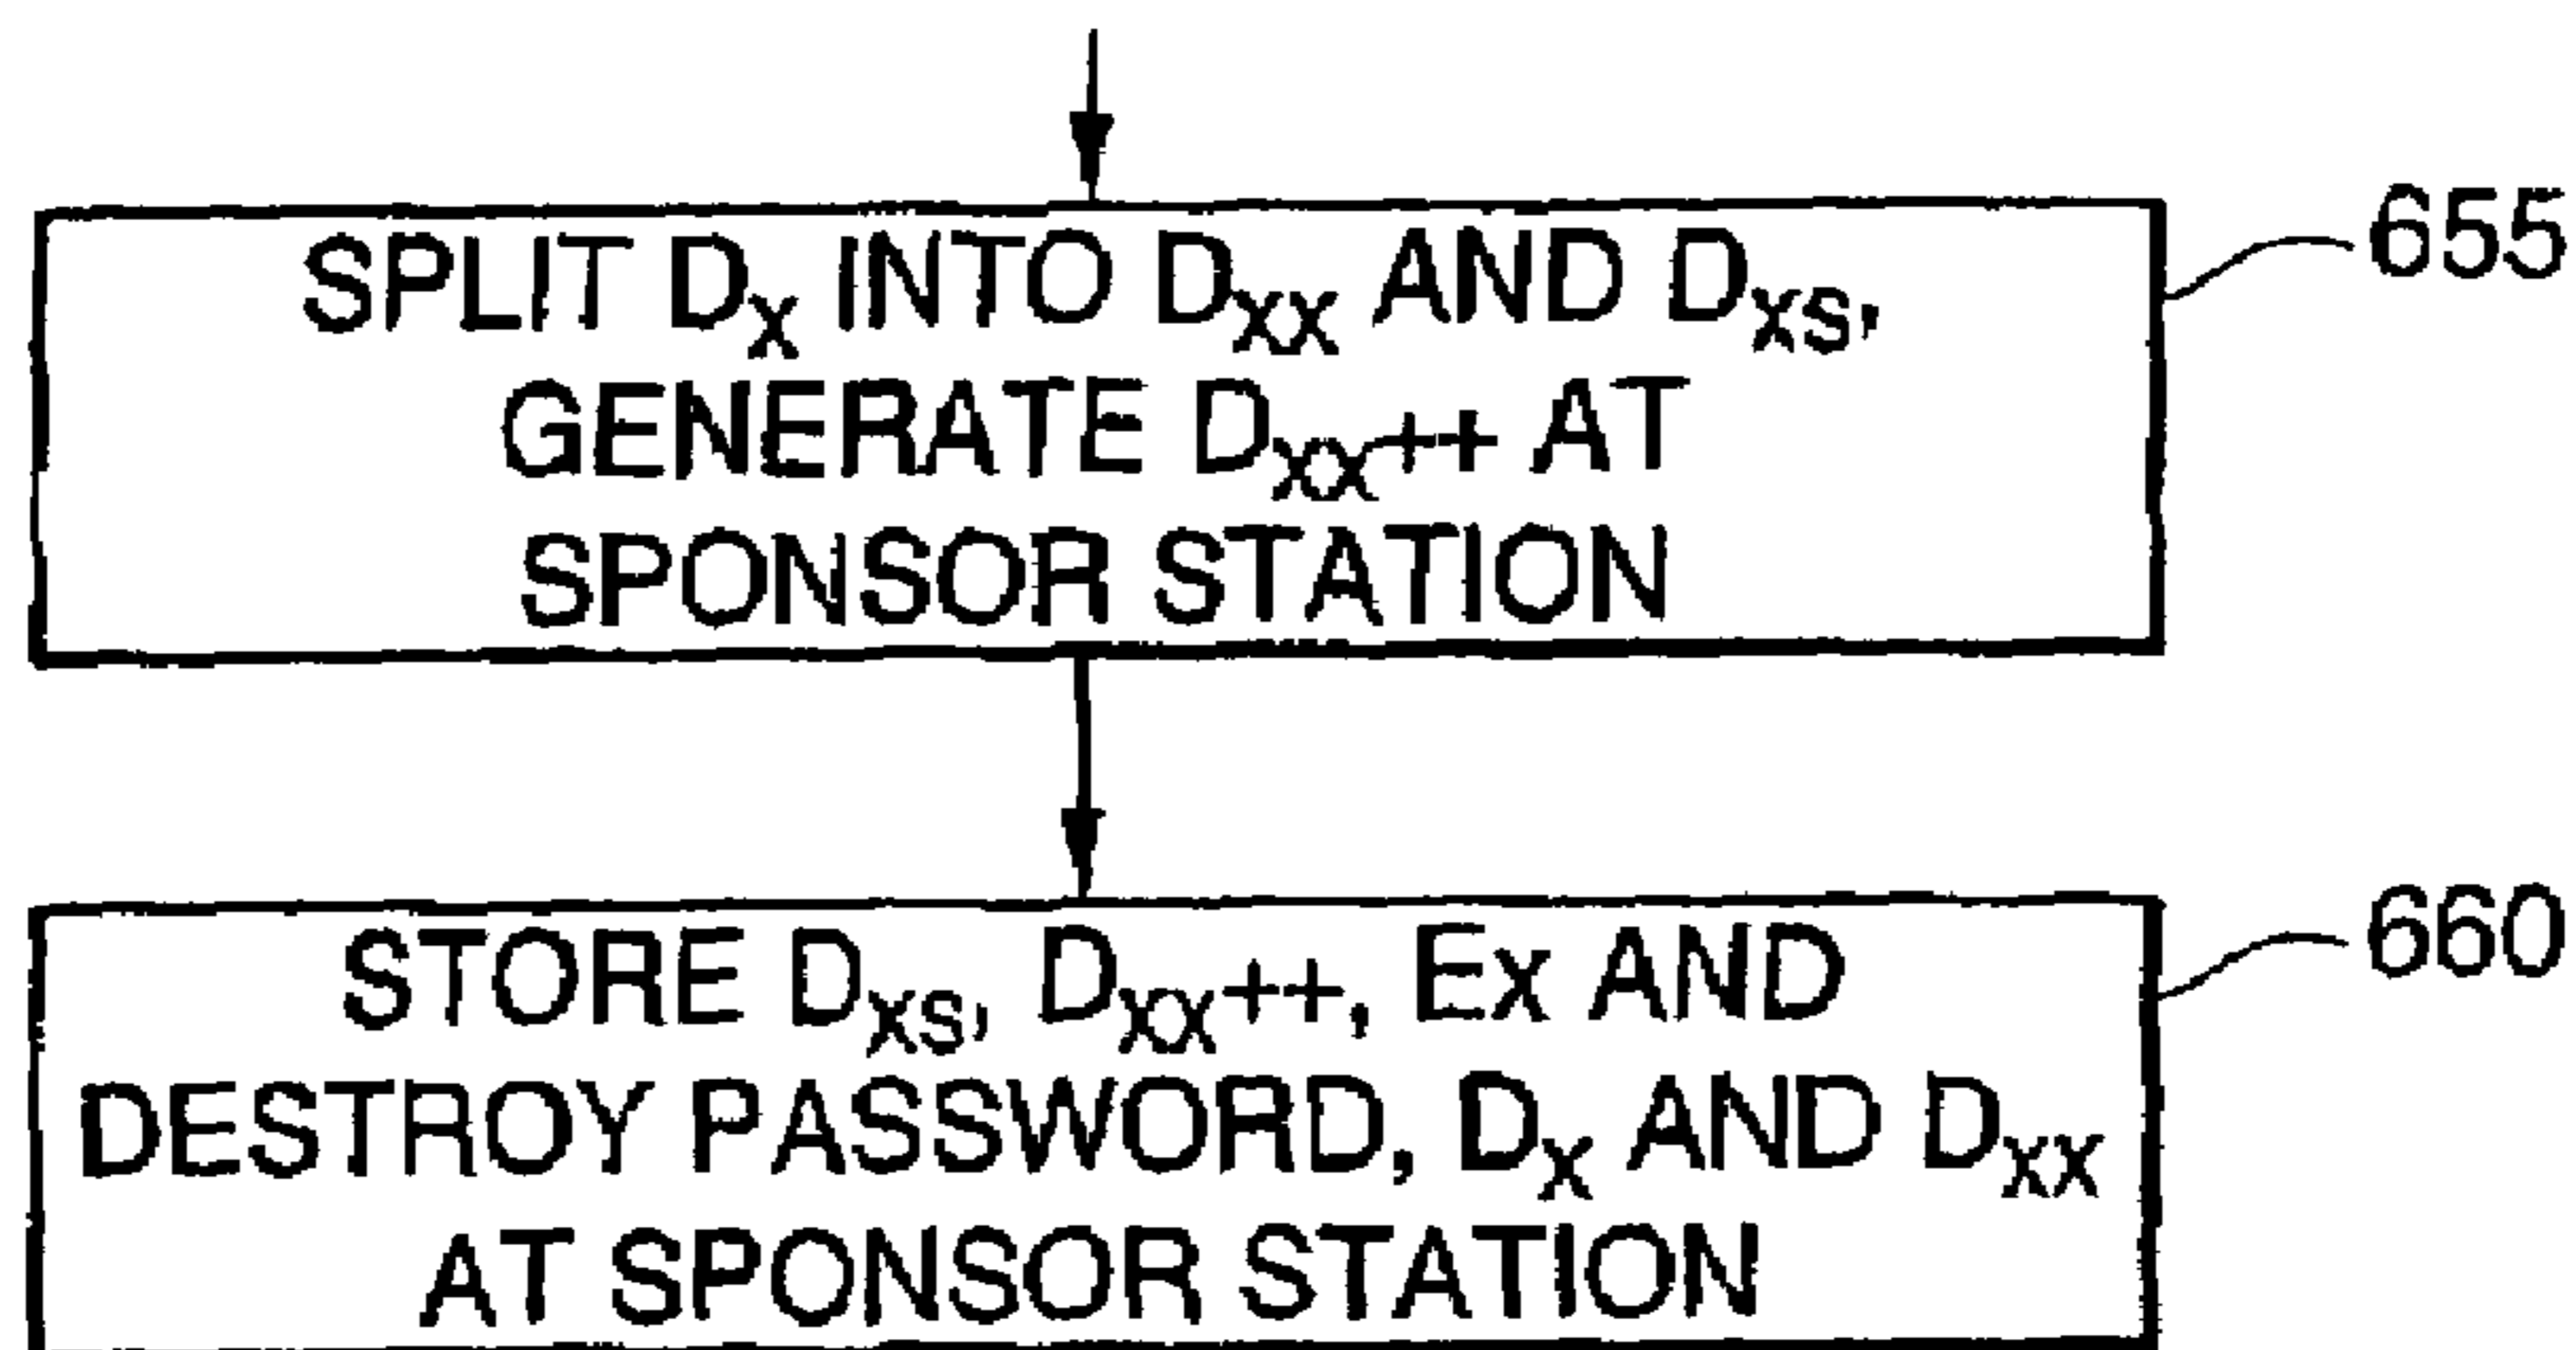 SPLIT Dx INTO Dxx AND Dxs,
655
GENERATE Dxx++ AT
SPONSOR STATION
STORE Dxs, Dxx++, Ex AND
660
DESTROY PASSWORD, Dx AND Dxx
AT SPONSOR STATION